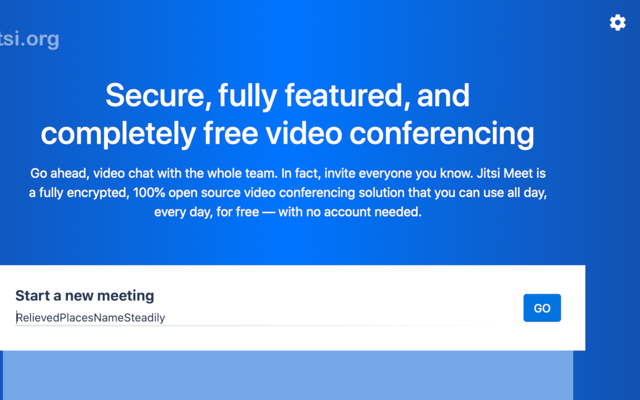 tsi.org
Secure, fully featured, and
completely free video conferencing
Go ahead, video chat with the whole team. In fact, invite everyone you know. Jitsi Meet is
a fully encrypted, 100% open source video conferencing solution that you can use all day,
every day, for free — with no account needed.
Start a new meeting
RelievedPlacesNameSteadily
GO